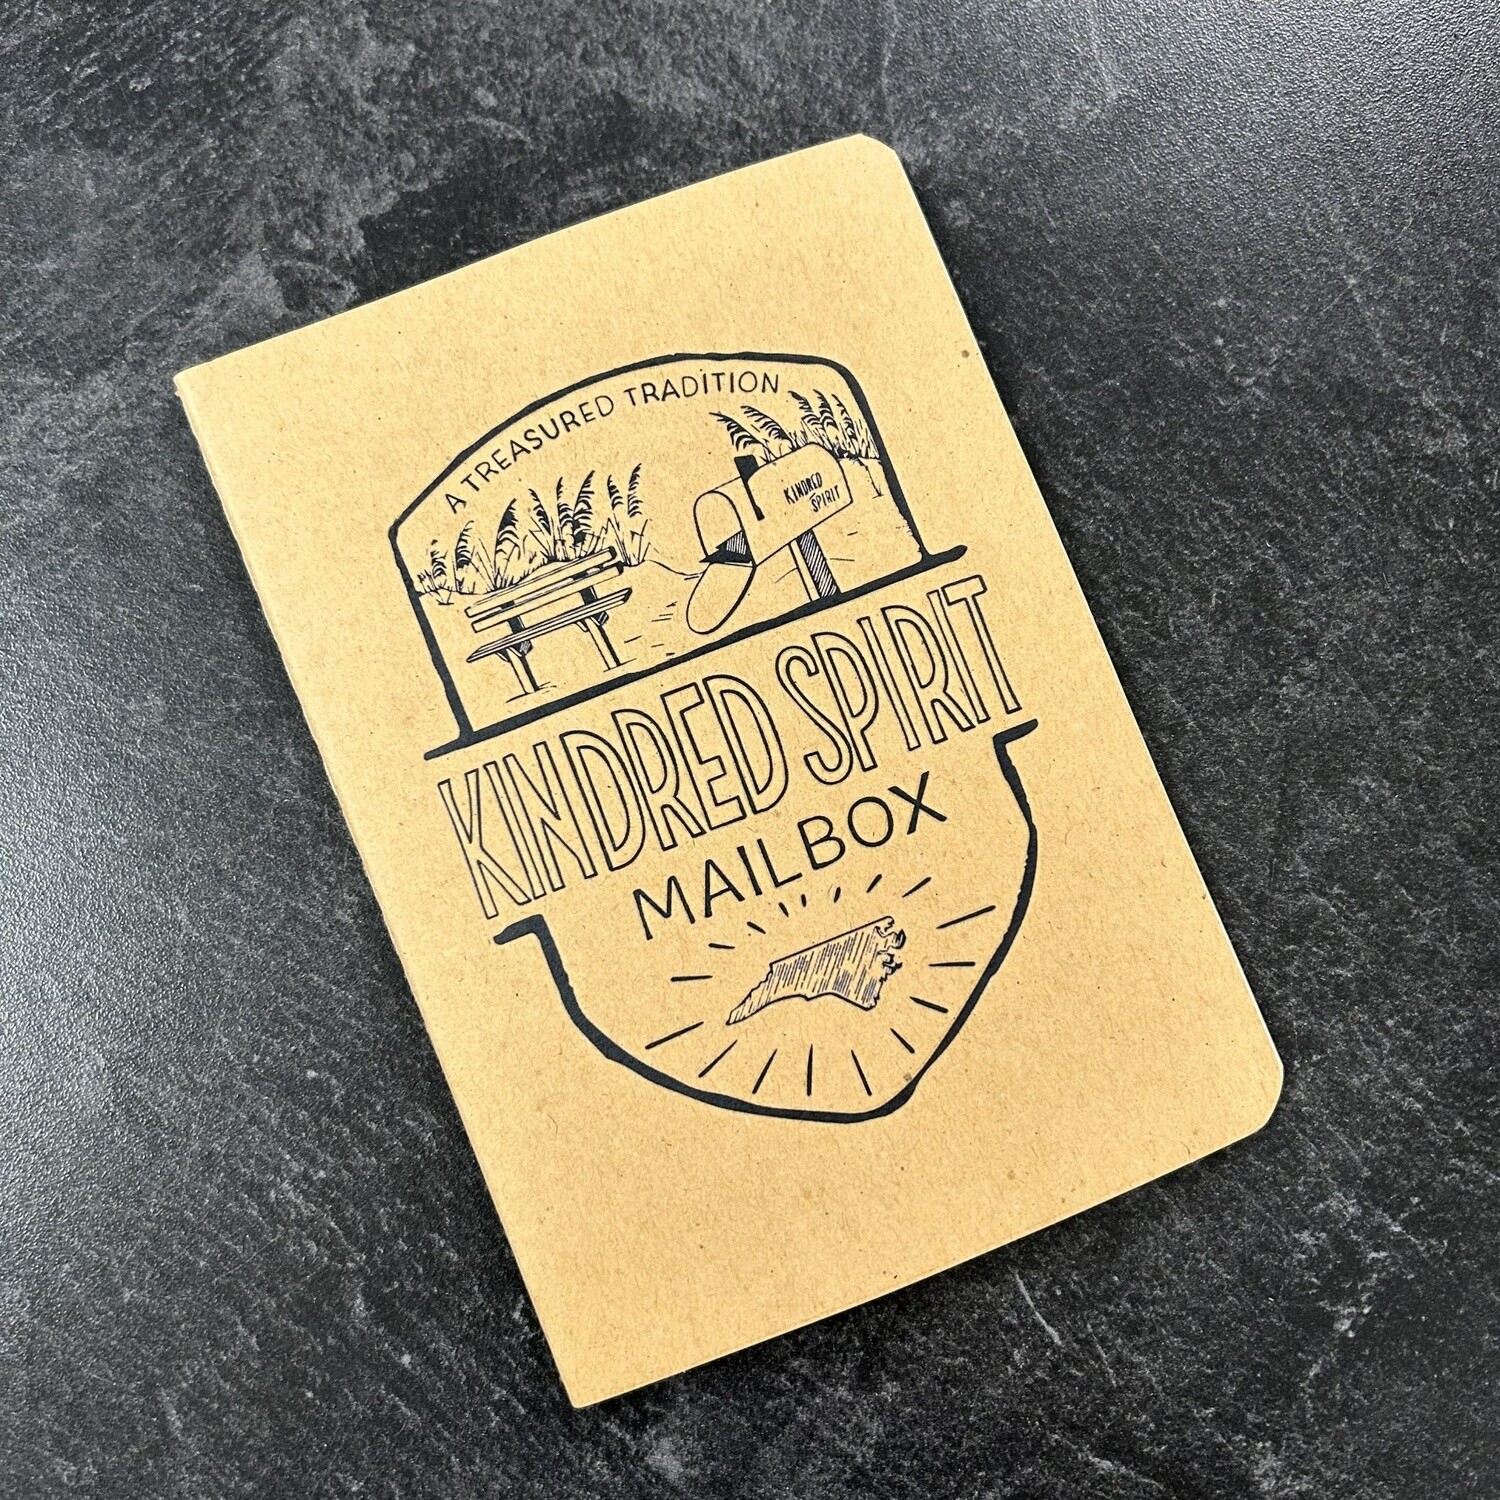 A TREASURED TRADITION
KINDRED
SPIRIT
KINDRED SPIRIT
MAILBOX